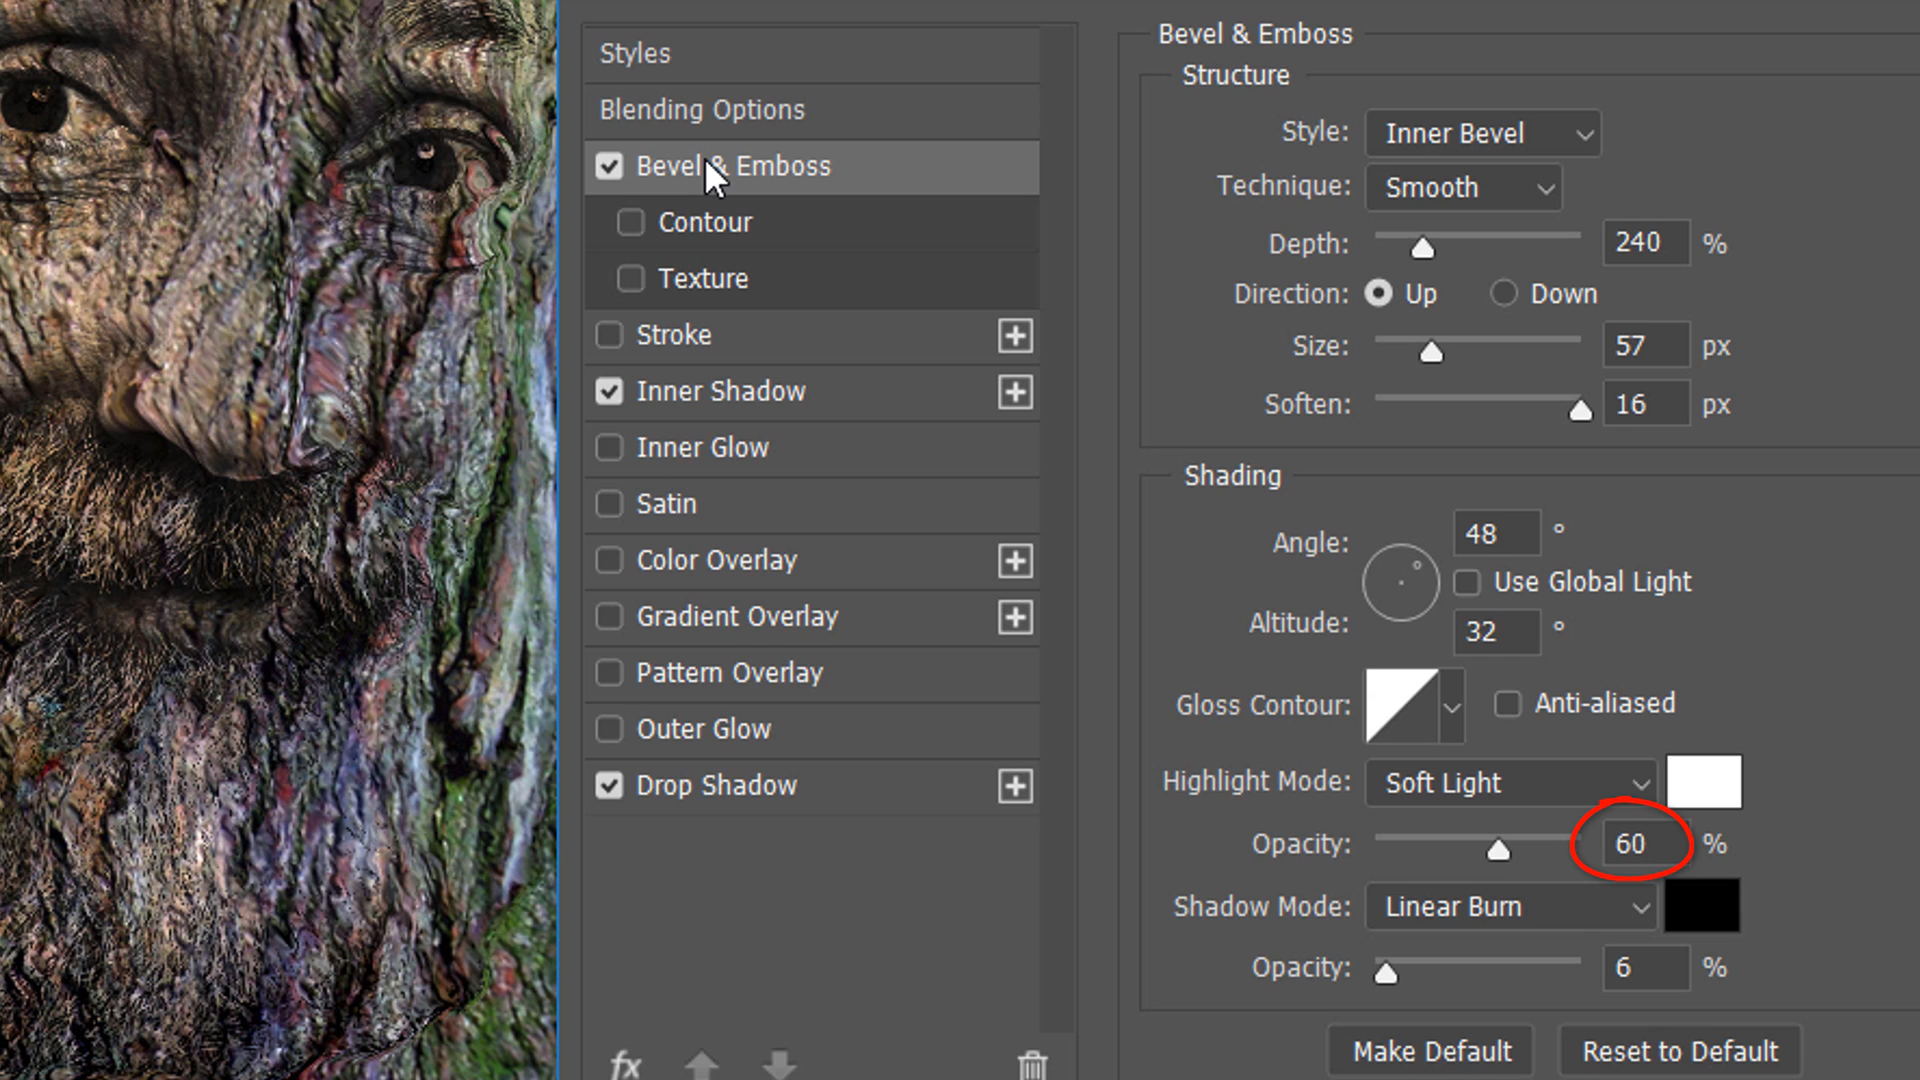 Styles
Blending Options
Bevel & Emboss
Contour
Texture
Stroke
Inner Shadow
Inner Glow
Satin
Color Overlay
Gradient Overlay
Pattern Overlay
Outer Glow
Drop Shadow
fx
Bevel & Emboss
Structure
Style: Inner Bevel
Technique: Smooth
Depth: 240 %
Direction: Up Down
Size: 57 px
Soften: 16 px
Shading
Angle: 48 °
Use Global Light
Altitude: 32 °
Gloss Contour: Anti-aliased
Highlight Mode: Soft Light
Opacity: 60 %
Shadow Mode: Linear Burn
Opacity: 6 %
Make Default Reset to Default